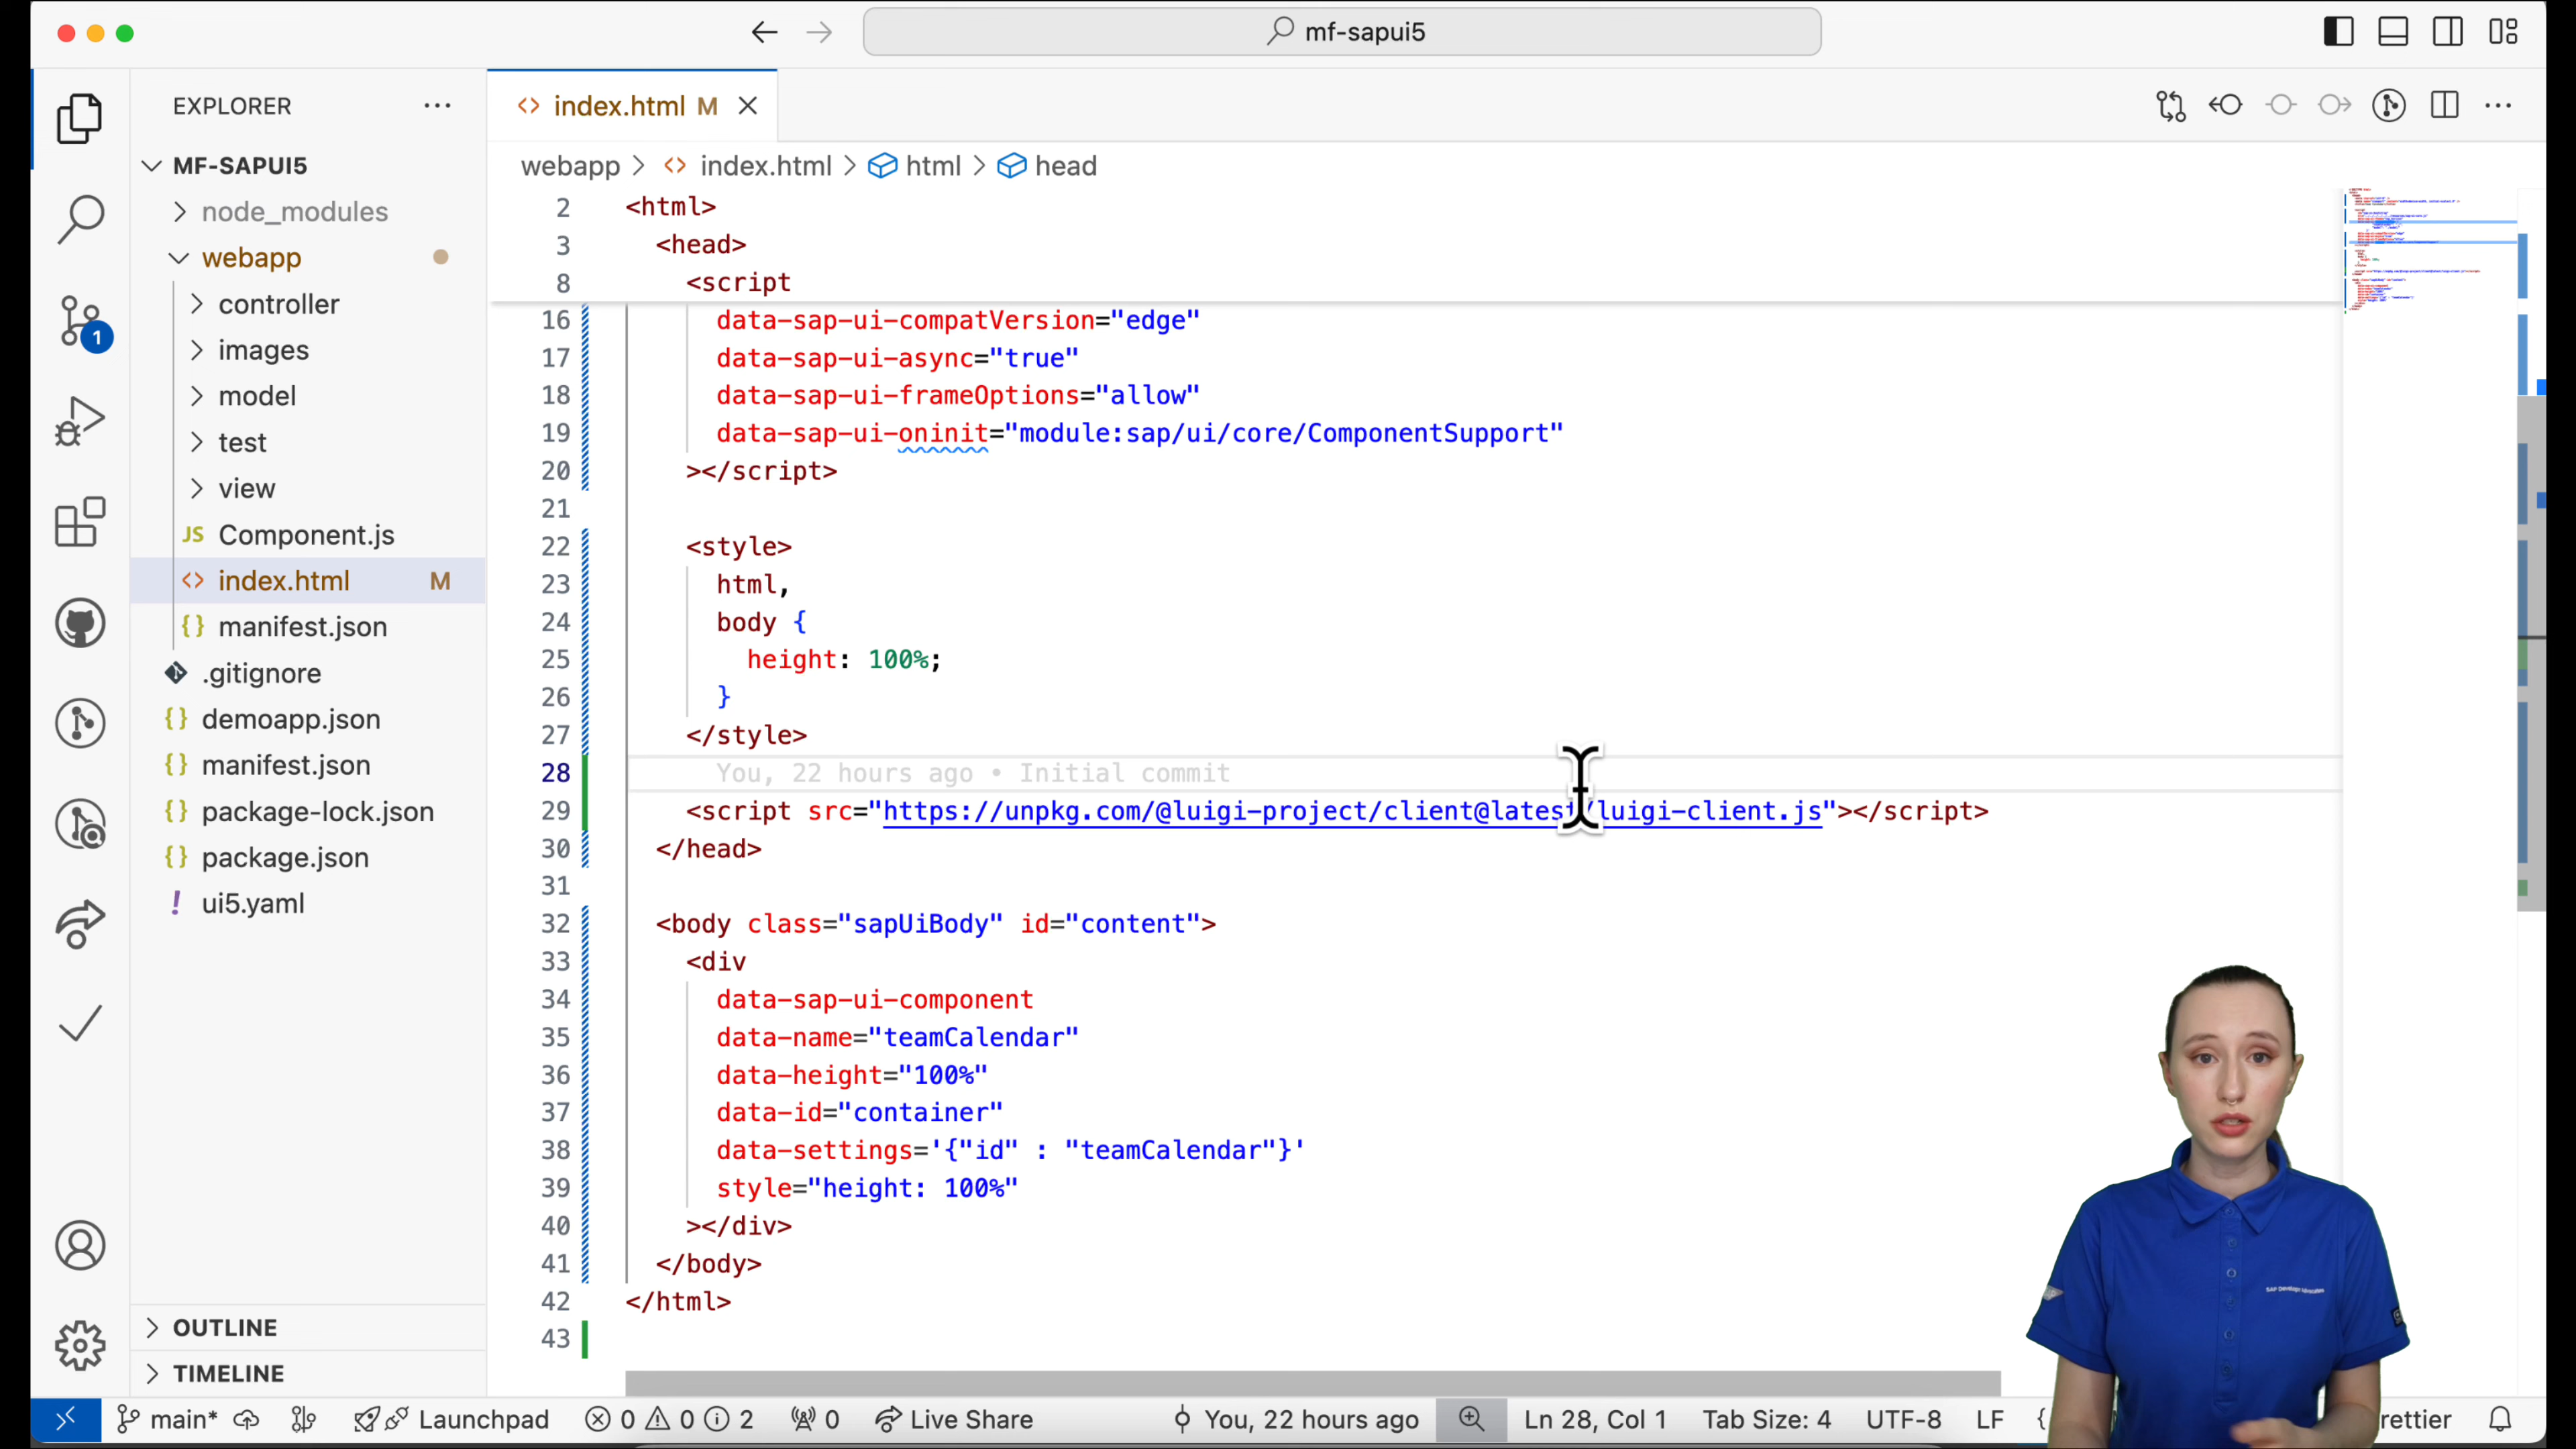 mf-sapui5
EXPLORER
index.html M
MF-SAPUI5
webapp > index.html > html > head
node_modules
webapp
controller
images
model
test
view
JS Component.js
index.html M
{} manifest.json
.gitignore
{} demoapp.json
{} manifest.json
{} package-lock.json
{} package.json
! ui5.yaml
OUTLINE
TIMELINE
1
2 <html>
3 <head>
8 <script
16 data-sap-ui-compatVersion="edge"
17 data-sap-ui-async="true"
18 data-sap-ui-frameOptions="allow"
19 data-sap-ui-oninit="module:sap/ui/core/ComponentSupport"
20 ></script>
21
22 <style>
23 html,
24 body {
25 height: 100%;
26 }
27 </style>
28 You, 22 hours ago • Initial commit
29 <script src="https://unpkg.com/@luigi-project/client@latest/luigi-client.js"></script>
30 </head>
31
32 <body class="sapUiBody" id="content">
33 <div
34 data-sap-ui-component
35 data-name="teamCalendar"
36 data-height="100%"
37 data-id="container"
38 data-settings='{"id" : "teamCalendar"}'
39 style="height: 100%"
40 ></div>
41 </body>
42 </html>
43
main* Launchpad 0 0 2 0 Live Share You, 22 hours ago Ln 28, Col 1 Tab Size: 4 UTF-8 LF { rettier